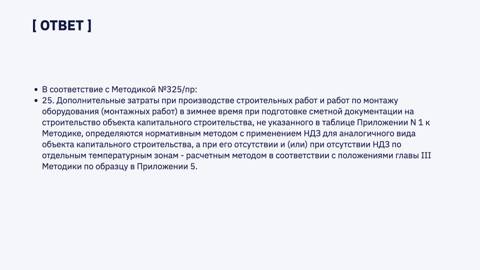 [ ОТВЕТ ]
• В соответствие с Методикой №325/пр:
• 25. Дополнительные затраты при производстве строительных работ и работ по монтажу
оборудования (монтажных работ) в зимнее время при подготовке сметной документации на
строительство объекта капитального строительства, не указанного в таблице Приложении N 1 к
Методике, определяются нормативным методом с применением НДЗ для аналогичного вида
объекта капитального строительства, а при его отсутствии и (или) при отсутствии НДЗ по
отдельным температурным зонам - расчетным методом в соответствии с положениями главы III
Методики по образцу в Приложении 5.